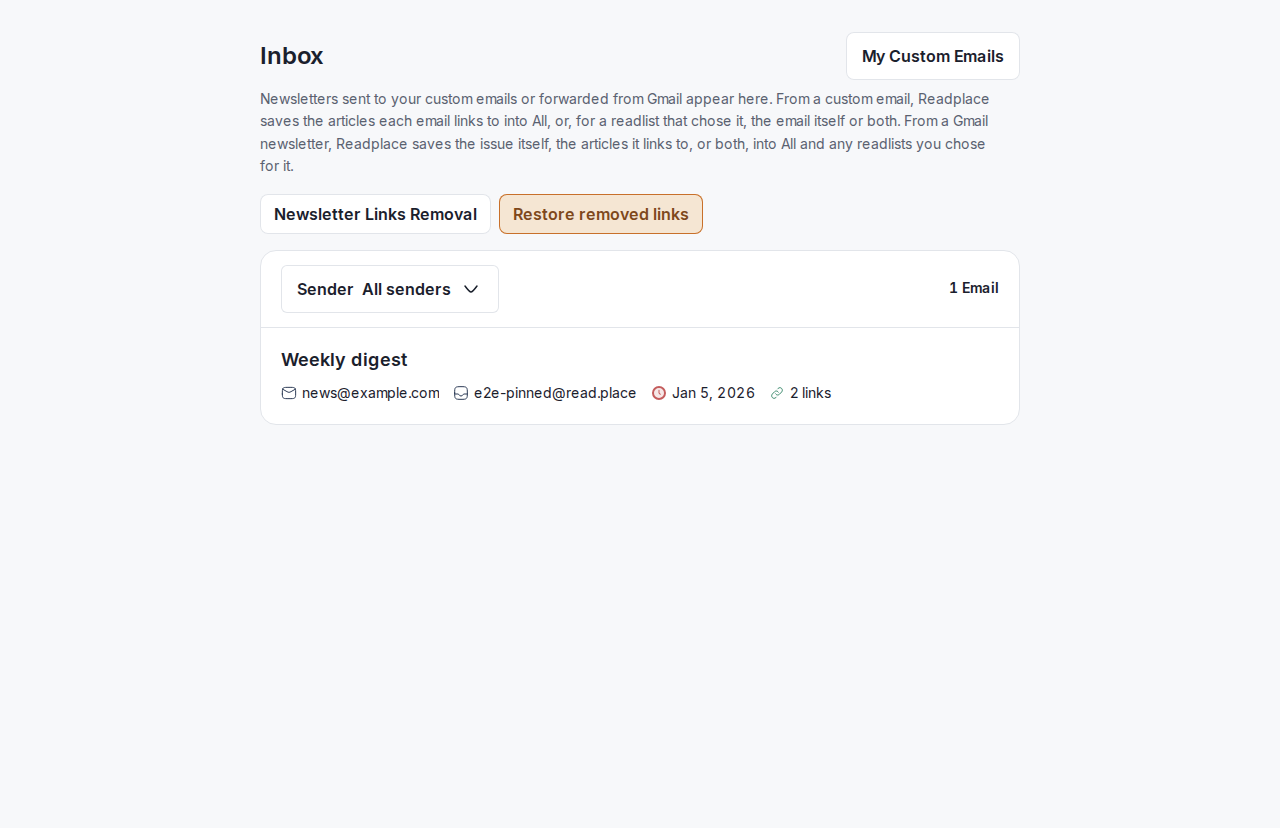 Inbox
My Custom Emails
Newsletters sent to your custom emails or forwarded from Gmail appear here. From a custom email, Readplace
saves the articles each email links to into All, or, for a readlist that chose it, the email itself or both. From a Gmail
newsletter, Readplace saves the issue itself, the articles it links to, or both, into All and any readlists you chose
for it.
Newsletter Links Removal
Restore removed links
Sender All senders
1 Email
Weekly digest
news@example.com e2e-pinned@read.place Jan 5, 2026 2 links